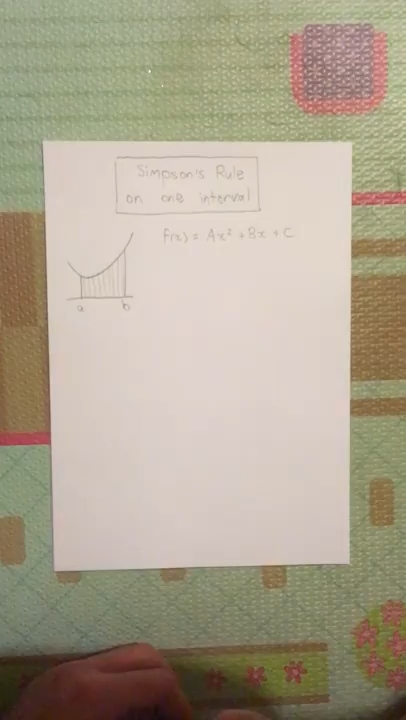 Simpson's Rule
on one interval
f(x) = Ax² + Bx + C
a b